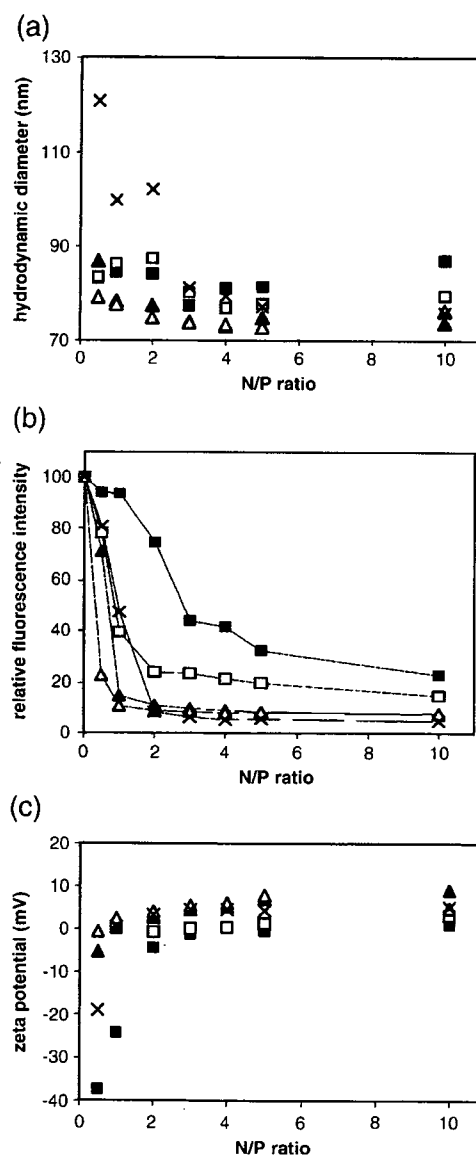 (a)
130
110
90
70
hydrodynamic diameter (nm)
0 2 4 6 8 10
N/P ratio
(b)
100
80
60
40
20
0
relative fluorescence intensity
0 2 4 6 8 10
N/P ratio
(c)
20
10
0
-10
-20
-30
-40
zeta potential (mV)
0 2 4 6 8 10
N/P ratio